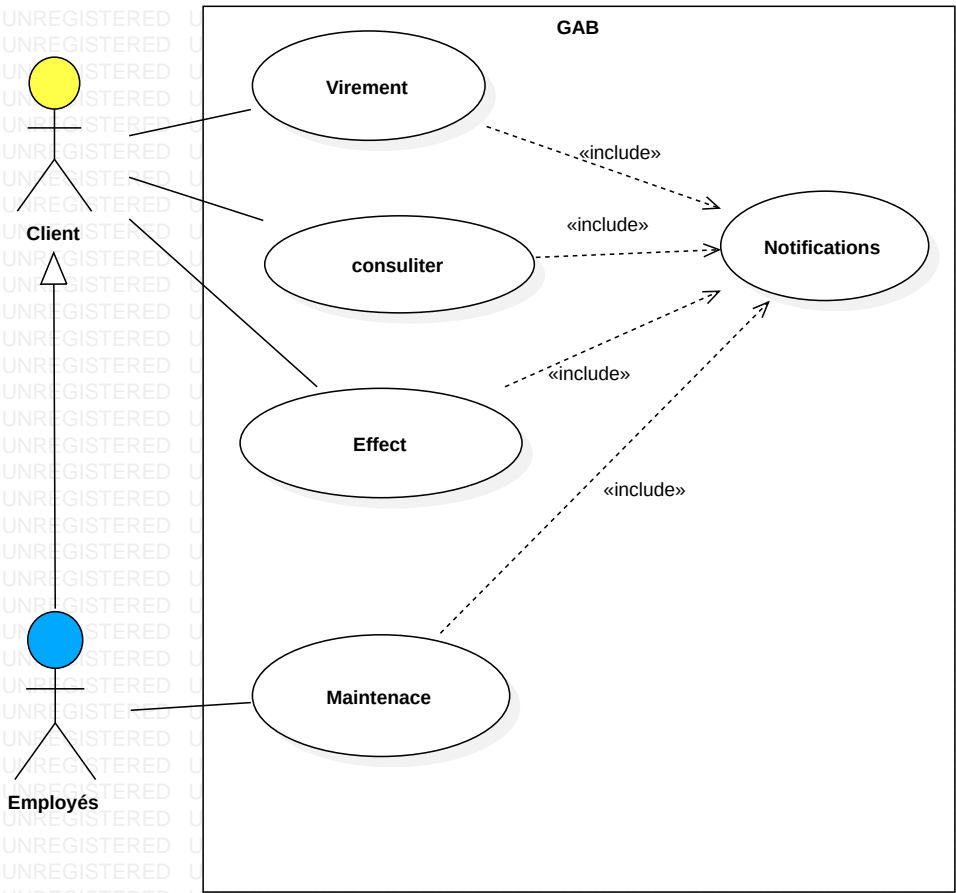 GAB
Virement
«include»
Client
consuliter
«include»
Notifications
Effect
«include»
«include»
Maintenace
Employés
UNREGISTERED